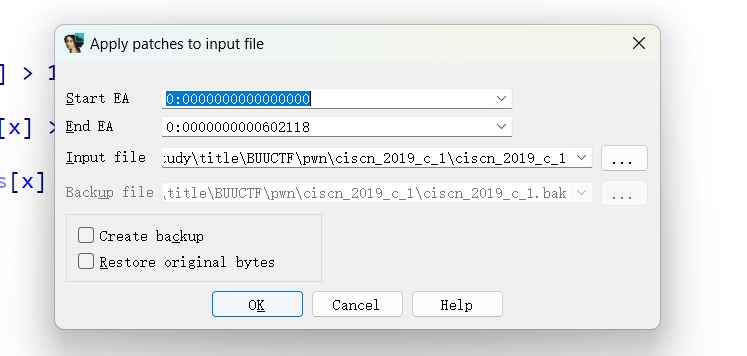 Apply patches to input file
] > 1
Start EA 0:0000000000000000
End EA 0:0000000000602118
[x] >
Input file :udy\title\BUUCTF\pwn\ciscn_2019_c_1\ciscn_2019_c_1 ...
s[x]
Backup file \title\BUUCTF\pwn\ciscn_2019_c_1\ciscn_2019_c_1.bak ...
Create backup
Restore original bytes
OK Cancel Help